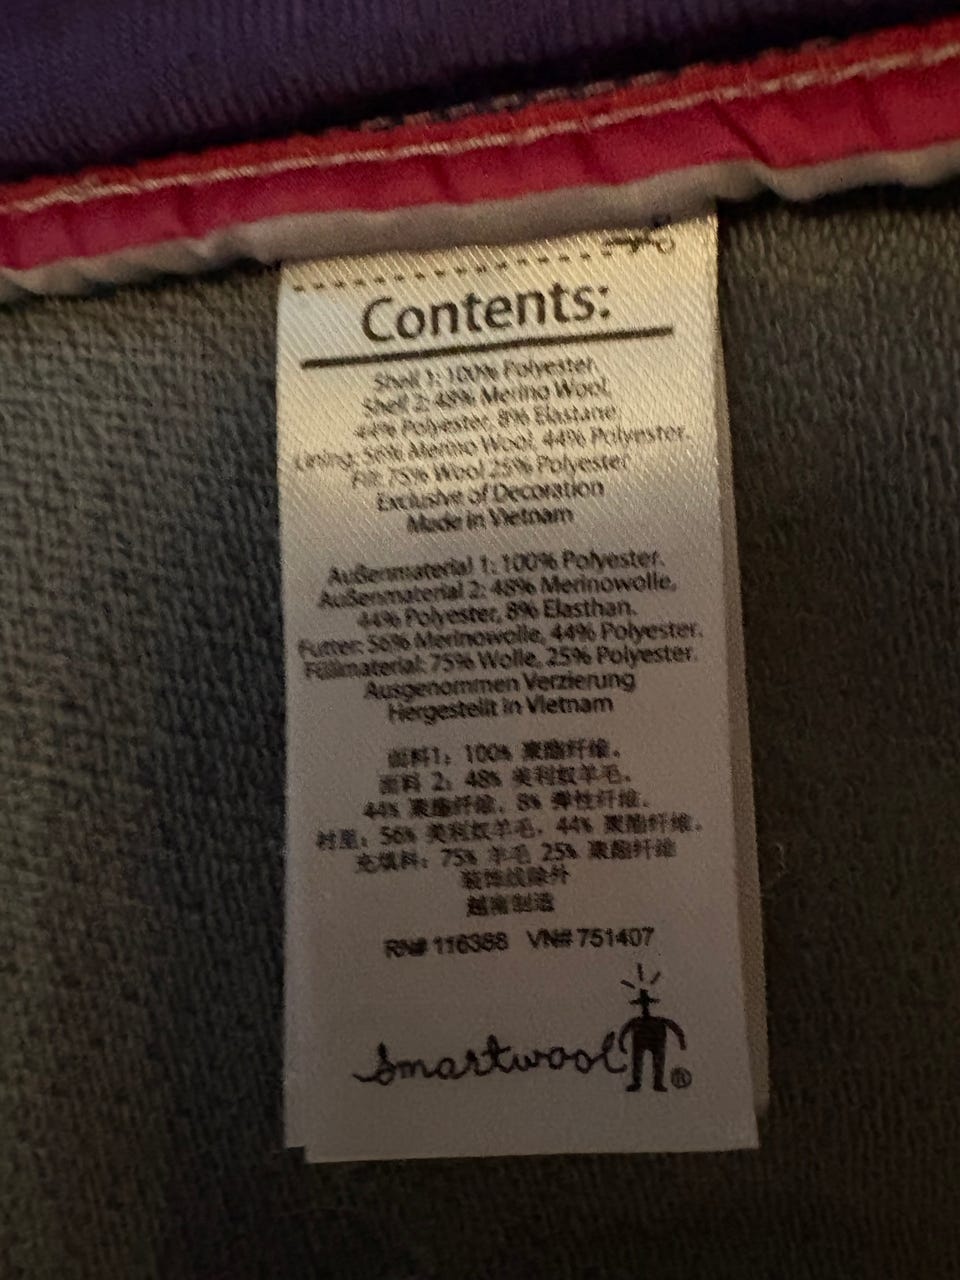 Contents:
Shell 1: 100% Polyester.
Shell 2: 48% Merino Wool,
44% Polyester, 8% Elastane
Lining: 56% Merino Wool, 44% Polyester.
Fill: 75% Wool 25% Polyester
Exclusive of Decoration
Made in Vietnam
Außenmaterial 1: 100% Polyester.
Außenmaterial 2: 48% Merinowolle,
44% Polyester, 8% Elasthan.
Futter: 56% Merinowolle, 44% Polyester.
Füllmaterial: 75% Wolle, 25% Polyester.
Ausgenommen Verzierung
Hergestellt in Vietnam
面料1: 100% 聚酯纤维.
面料 2: 48% 美利奴羊毛.
44% 聚酯纤维. 8% 弹性纤维.
衬里: 56% 美利奴羊毛. 44% 聚酯纤维.
充填料: 75% 羊毛 25% 聚酯纤维
装饰线除外
越南制造
RN# 116388 VN# 751407
smartwool®